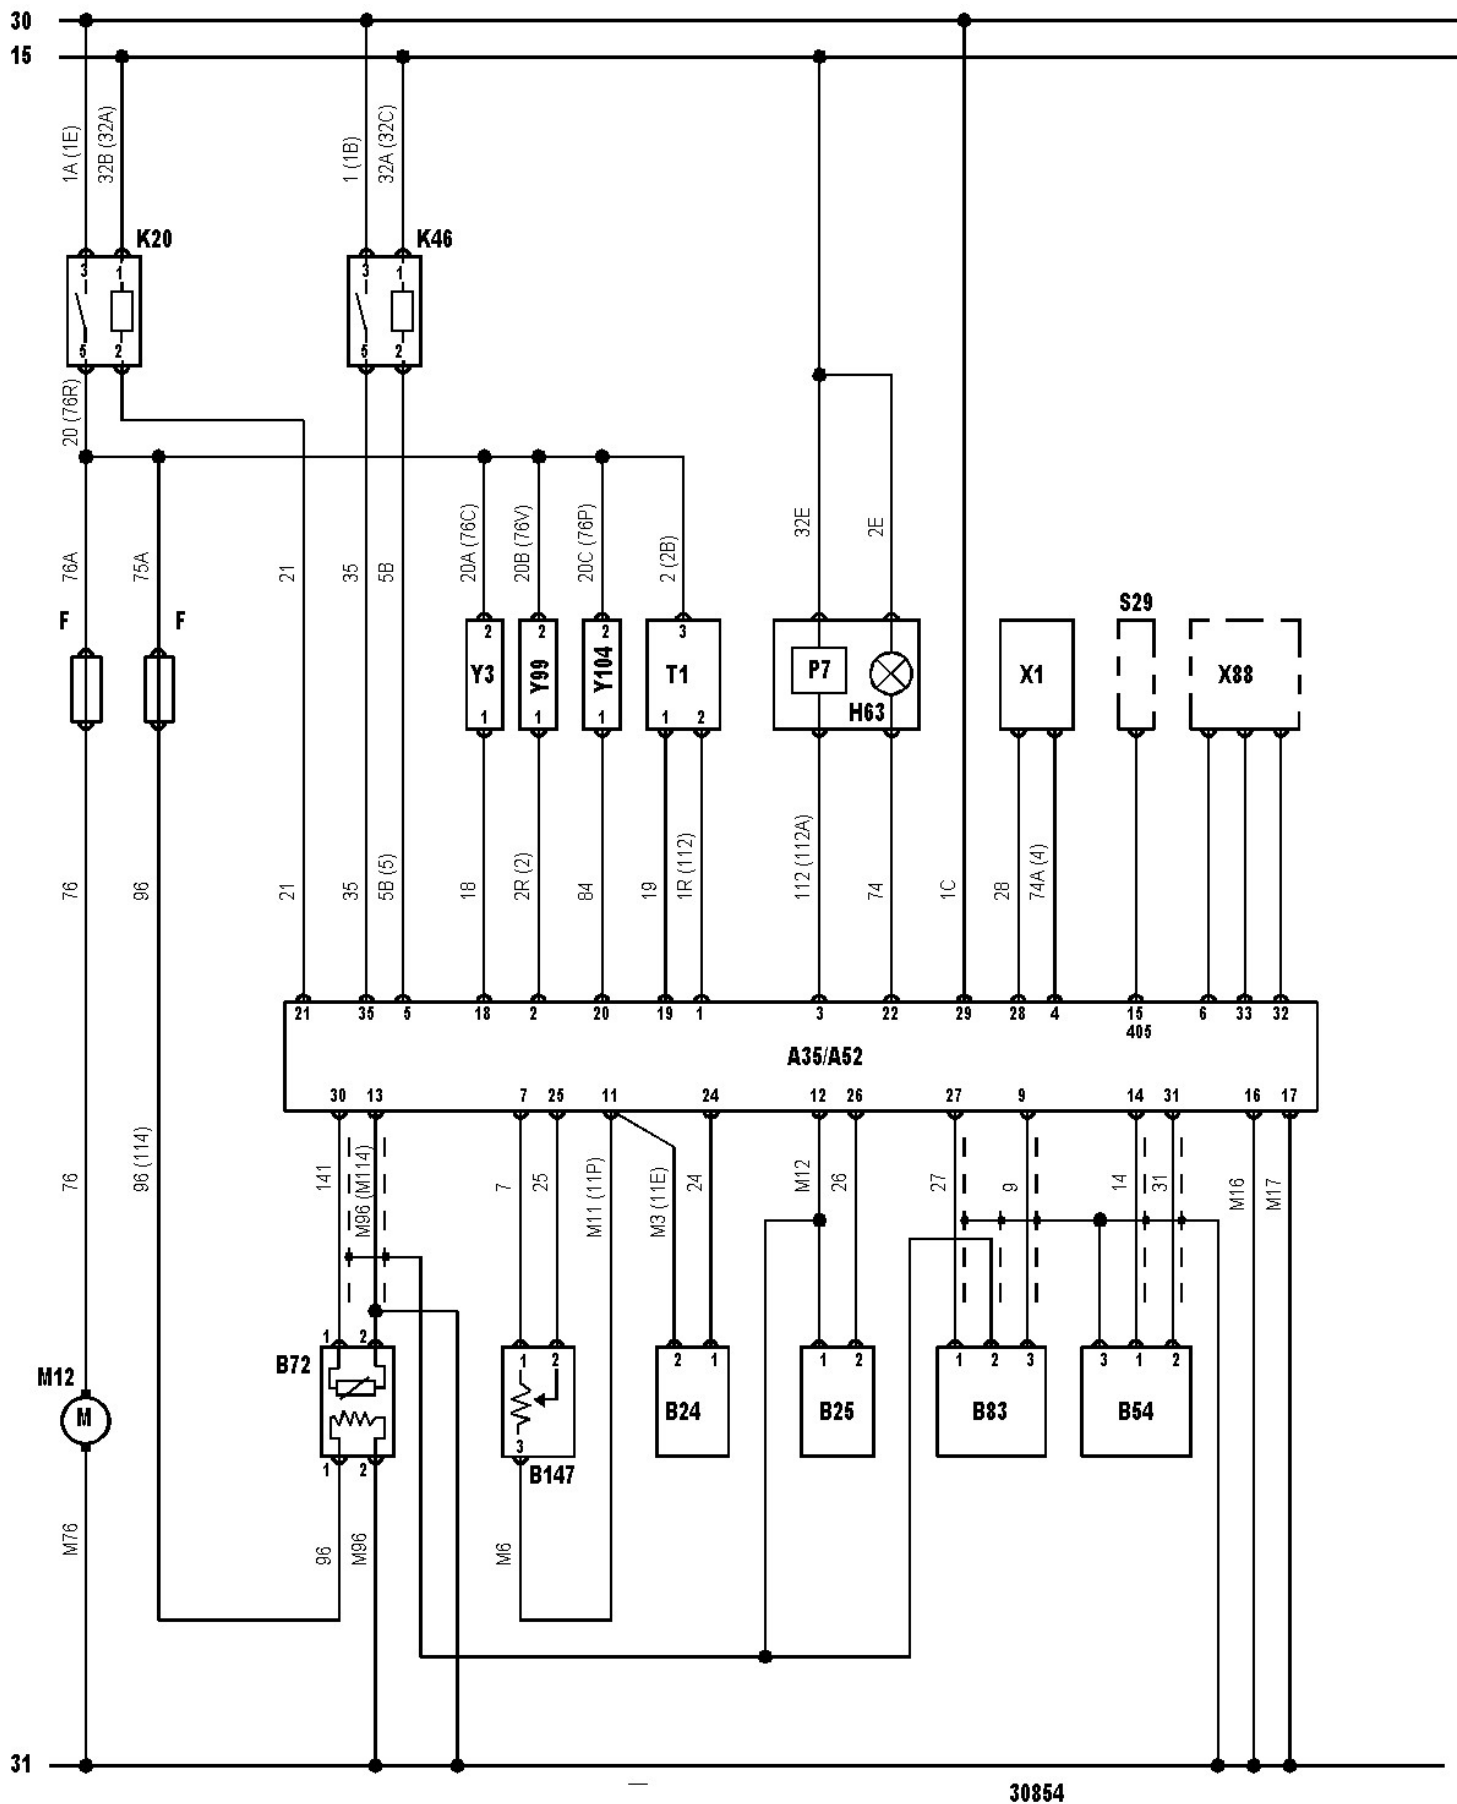 30
15
1A (1E)
32B (32A)
1 (1B)
32A (32C)
K20
K46
3 1
3 1
5 2
5 2
20 (76R)
76A
75A
21
35
5B
20A (76C)
20B (76V)
20C (76P)
2 (2B)
32E
2E
F
F
S29
2
2
2
3
Y3
Y99
Y104
T1
P7
X1
X88
H63
1
1
1
1 2
76
96
21
35
5B (5)
18
2R (2)
84
19
1R (112)
112 (112A)
74
1C
28
74A (4)
21 35 5 18 2 20 19 1 3 22 29 28 4 15 6 33 32
405
A35/A52
30 13 7 25 11 24 12 26 27 9 14 31 16 17
76
96 (114)
141
M96 (M114)
7
25
M11 (11P)
M3 (11E)
24
M12
26
27
9
14
31
M16
M17
1 2
B72
1 2
2 1
1 2
1 2 3
3 1 2
M12
M
B24
B25
B83
B54
3
1 2
B147
M76
96
M96
M6
31
30854